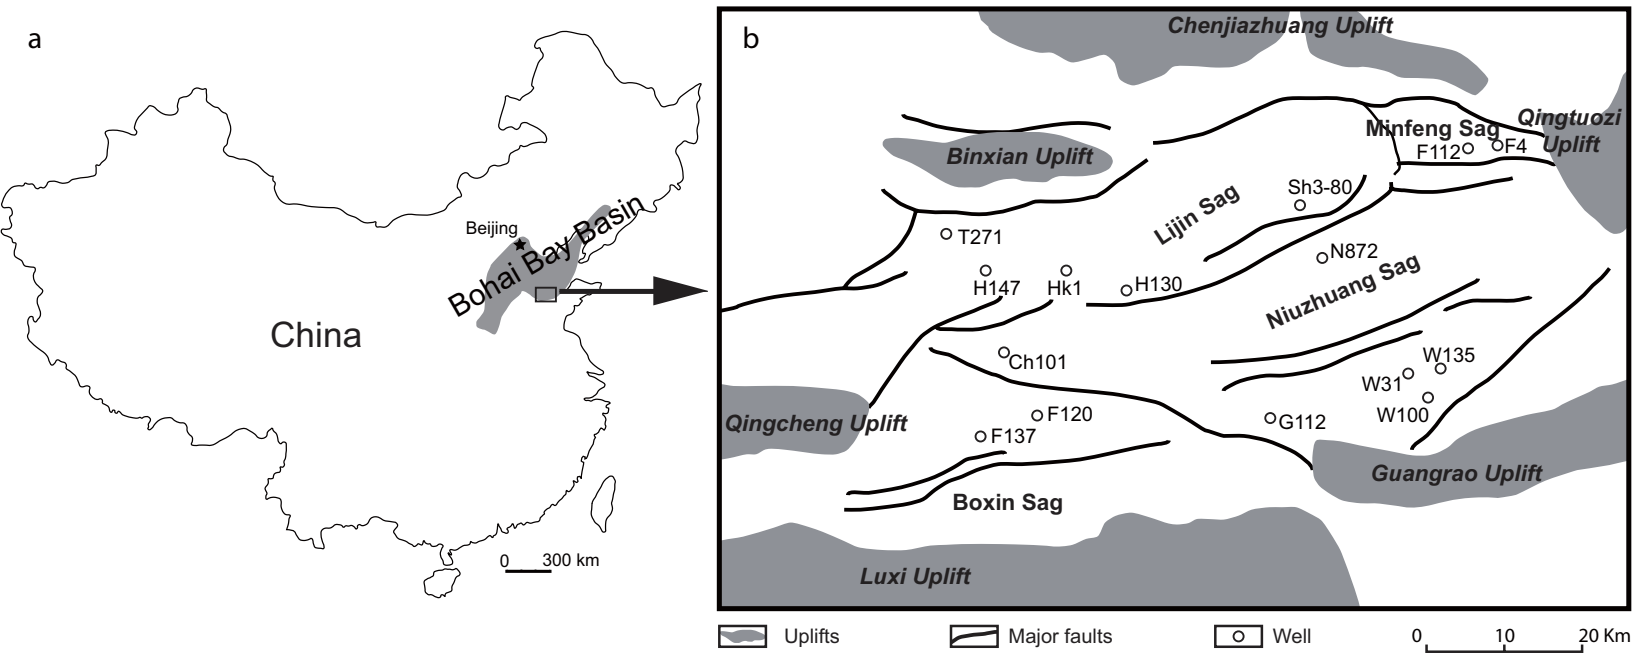 a
Beijing
Bohai Bay Basin
China
0 300 km
b
Chenjiazhuang Uplift
Qingtuozi
Uplift
Minfeng Sag
F112
F4
Binxian Uplift
Sh3-80
Lijin Sag
T271
N872
H147
Hk1
H130
Niuzhuang Sag
Ch101
W135
W31
W100
Qingcheng Uplift
F120
G112
F137
Guangrao Uplift
Boxin Sag
Luxi Uplift
Uplifts
Major faults
Well
0 10 20 Km